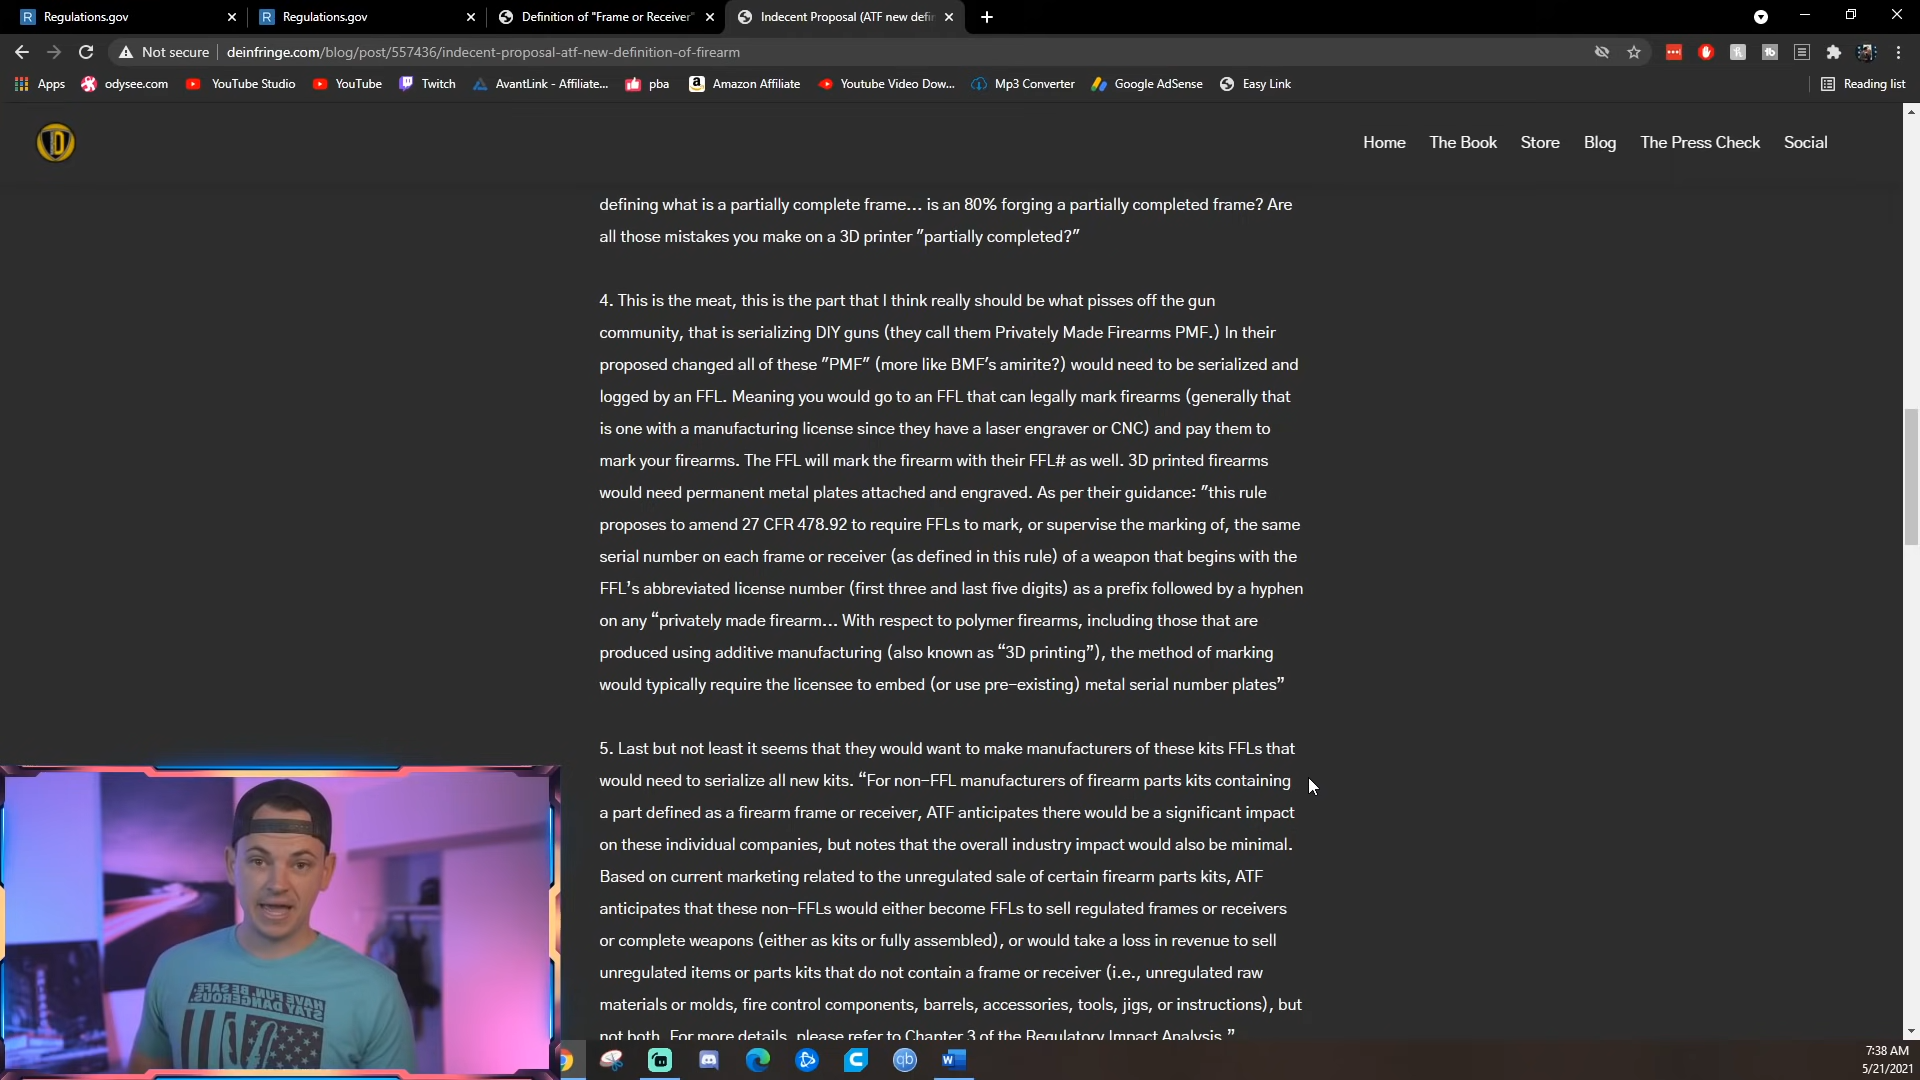 Regulations.gov
Regulations.gov
Definition of "Frame or Receiver"
Indecent Proposal (ATF new defin
Not secure
deinfringe.com/blog/post/557436/indecent-proposal-atf-new-definition-of-firearm
Apps
odysee.com
YouTube Studio
YouTube
Twitch
AvantLink - Affiliate...
pba
Amazon Affiliate
Youtube Video Dow...
Mp3 Converter
Google AdSense
Easy Link
Reading list
Home The Book Store Blog The Press Check Social
defining what is a partially complete frame... is an 80% forging a partially completed frame? Are
all those mistakes you make on a 3D printer "partially completed?"
4. This is the meat, this is the part that I think really should be what pisses off the gun
community, that is serializing DIY guns (they call them Privately Made Firearms PMF.) In their
proposed changed all of these "PMF" (more like BMF's amirite?) would need to be serialized and
logged by an FFL. Meaning you would go to an FFL that can legally mark firearms (generally that
is one with a manufacturing license since they have a laser engraver or CNC) and pay them to
mark your firearms. The FFL will mark the firearm with their FFL# as well. 3D printed firearms
would need permanent metal plates attached and engraved. As per their guidance: "this rule
proposes to amend 27 CFR 478.92 to require FFLs to mark, or supervise the marking of, the same
serial number on each frame or receiver (as defined in this rule) of a weapon that begins with the
FFL's abbreviated license number (first three and last five digits) as a prefix followed by a hyphen
on any “privately made firearm... With respect to polymer firearms, including those that are
produced using additive manufacturing (also known as “3D printing”), the method of marking
would typically require the licensee to embed (or use pre-existing) metal serial number plates”
5. Last but not least it seems that they would want to make manufacturers of these kits FFLs that
would need to serialize all new kits. “For non-FFL manufacturers of firearm parts kits containing
a part defined as a firearm frame or receiver, ATF anticipates there would be a significant impact
on these individual companies, but notes that the overall industry impact would also be minimal.
Based on current marketing related to the unregulated sale of certain firearm parts kits, ATF
anticipates that these non-FFLs would either become FFLs to sell regulated frames or receivers
or complete weapons (either as kits or fully assembled), or would take a loss in revenue to sell
unregulated items or parts kits that do not contain a frame or receiver (i.e., unregulated raw
materials or molds, fire control components, barrels, accessories, tools, jigs, or instructions), but
not both. For more details, please refer to Chapter 3 of the Regulatory Impact Analysis.”
HAVE FUN. BE SAFE.
STAY DANGEROUS.
7:38 AM
5/21/2021